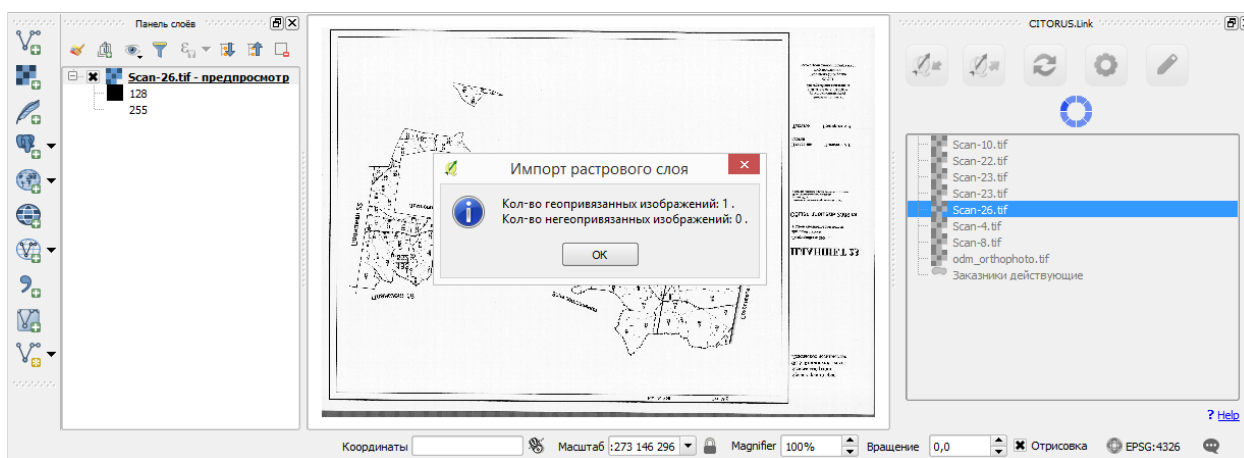 Панель слоёв
Scan-26.tif - предпросмотр
128
255
Импорт растрового слоя
Кол-во геопривязанных изображений: 1 .
Кол-во негеопривязанных изображений: 0 .
OK
ПЛАНШЕТ 23
CITORUS.Link
Scan-10.tif
Scan-22.tif
Scan-23.tif
Scan-23.tif
Scan-26.tif
Scan-4.tif
Scan-8.tif
odm_orthophoto.tif
Заказники действующие
? Help
Координаты
Масштаб :273 146 296
Magnifier 100%
Вращение 0,0
Отрисовка
EPSG:4326